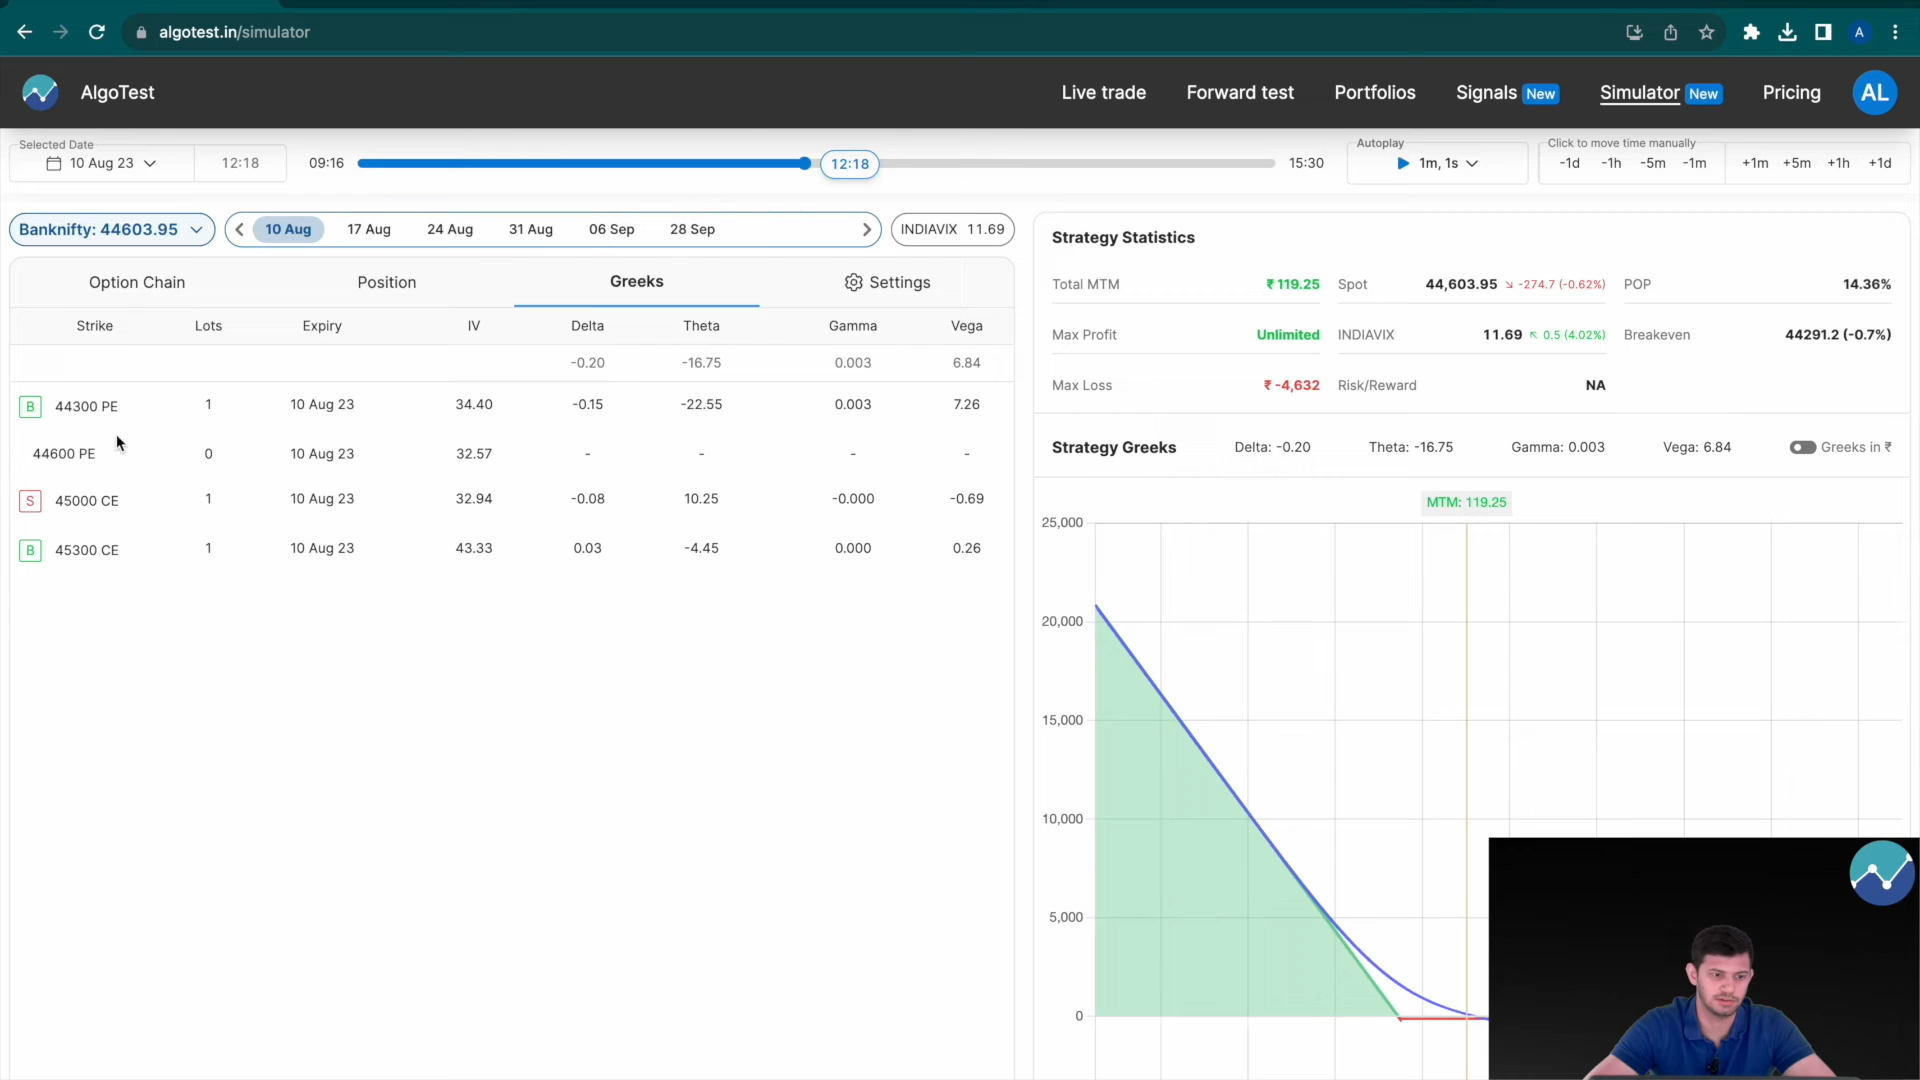 algotest.in/simulator
A
AlgoTest
Live trade Forward test Portfolios Signals New Simulator New Pricing AL
Selected Date
10 Aug 23 12:18 09:16 12:18 15:30
Autoplay
1m, 1s
Click to move time manually
-1d -1h -5m -1m +1m +5m +1h +1d
Banknifty: 44603.95 10 Aug 17 Aug 24 Aug 31 Aug 06 Sep 28 Sep INDIAVIX 11.69
Option Chain Position Greeks Settings
Strike Lots Expiry IV Delta Theta Gamma Vega
-0.20 -16.75 0.003 6.84
B 44300 PE 1 10 Aug 23 34.40 -0.15 -22.55 0.003 7.26
44600 PE 0 10 Aug 23 32.57 - - - -
S 45000 CE 1 10 Aug 23 32.94 -0.08 10.25 -0.000 -0.69
B 45300 CE 1 10 Aug 23 43.33 0.03 -4.45 0.000 0.26
Strategy Statistics
Total MTM ₹ 119.25 Spot 44,603.95 ↘ -274.7 (-0.62%) POP 14.36%
Max Profit Unlimited INDIAVIX 11.69 ↖ 0.5 (4.02%) Breakeven 44291.2 (-0.7%)
Max Loss ₹ -4,632 Risk/Reward NA
Strategy Greeks Delta: -0.20 Theta: -16.75 Gamma: 0.003 Vega: 6.84 Greeks in ₹
MTM: 119.25
25,000
20,000
15,000
10,000
5,000
0